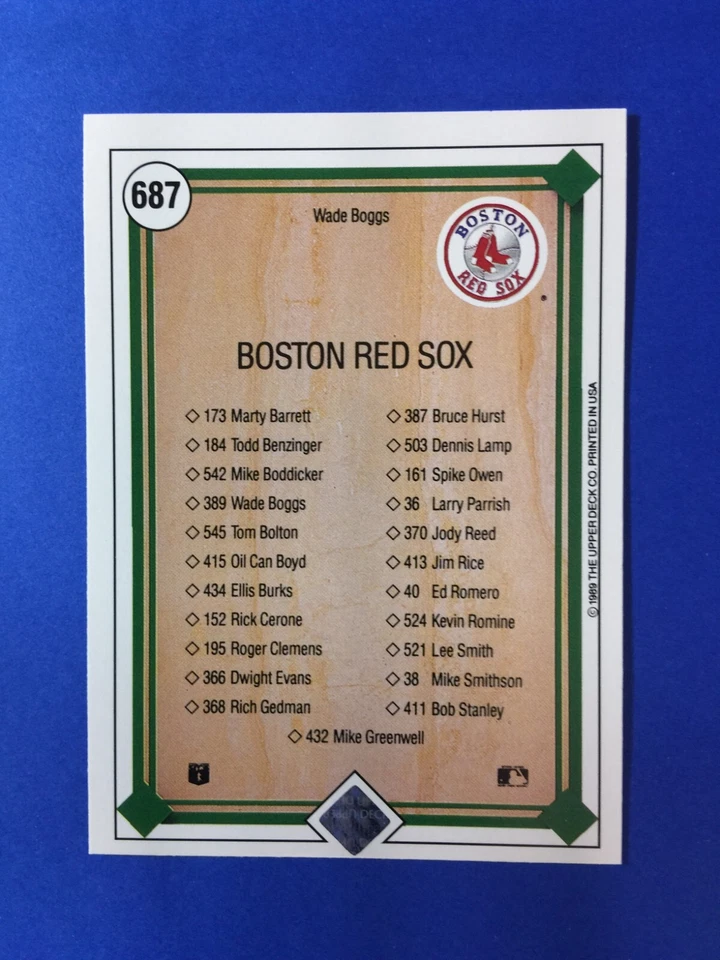 687
Wade Boggs
BOSTON
RED SOX
BOSTON RED SOX
173 Marty Barrett
184 Todd Benzinger
542 Mike Boddicker
389 Wade Boggs
545 Tom Bolton
415 Oil Can Boyd
434 Ellis Burks
152 Rick Cerone
195 Roger Clemens
366 Dwight Evans
368 Rich Gedman
387 Bruce Hurst
503 Dennis Lamp
161 Spike Owen
36 Larry Parrish
370 Jody Reed
413 Jim Rice
40 Ed Romero
524 Kevin Romine
521 Lee Smith
38 Mike Smithson
411 Bob Stanley
432 Mike Greenwell
© 1989 THE UPPER DECK CO. PRINTED IN USA